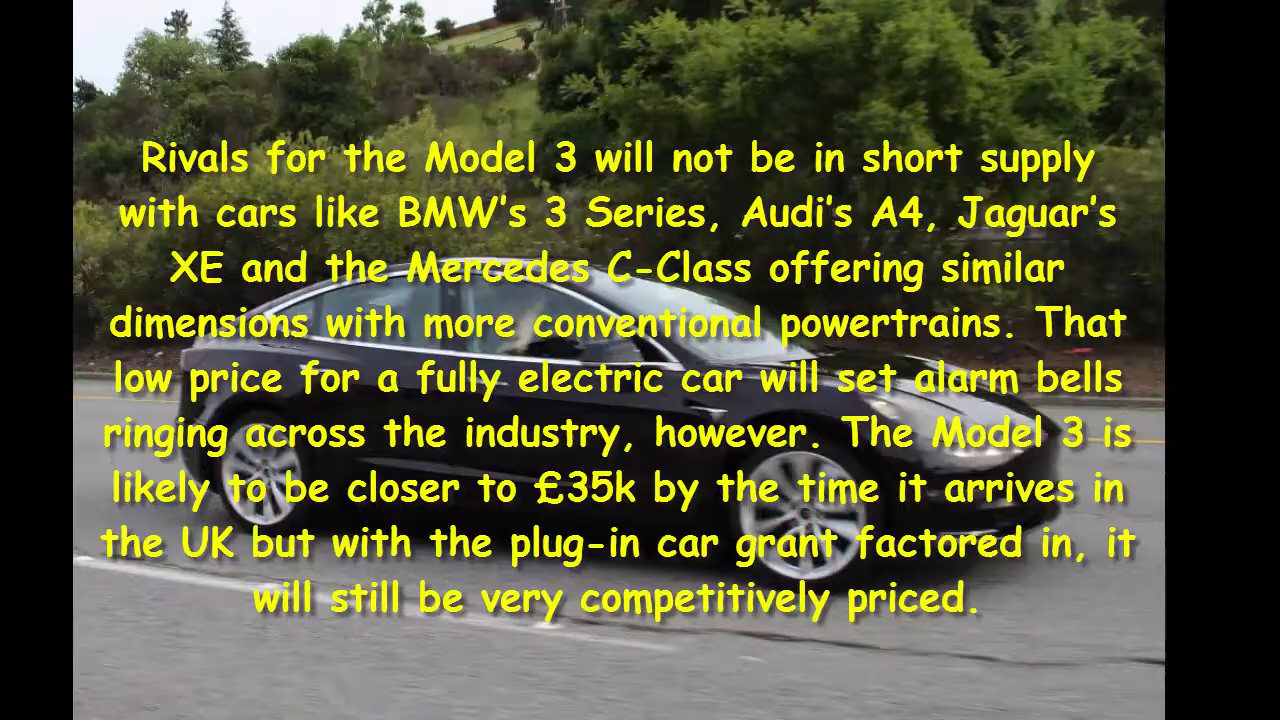 Rivals for the Model 3 will not be in short supply
with cars like BMW's 3 Series, Audi's A4, Jaguar's
XE and the Mercedes C-Class offering similar
dimensions with more conventional powertrains. That
low price for a fully electric car will set alarm bells
ringing across the industry, however. The Model 3 is
likely to be closer to £35k by the time it arrives in
the UK but with the plug-in car grant factored in, it
will still be very competitively priced.